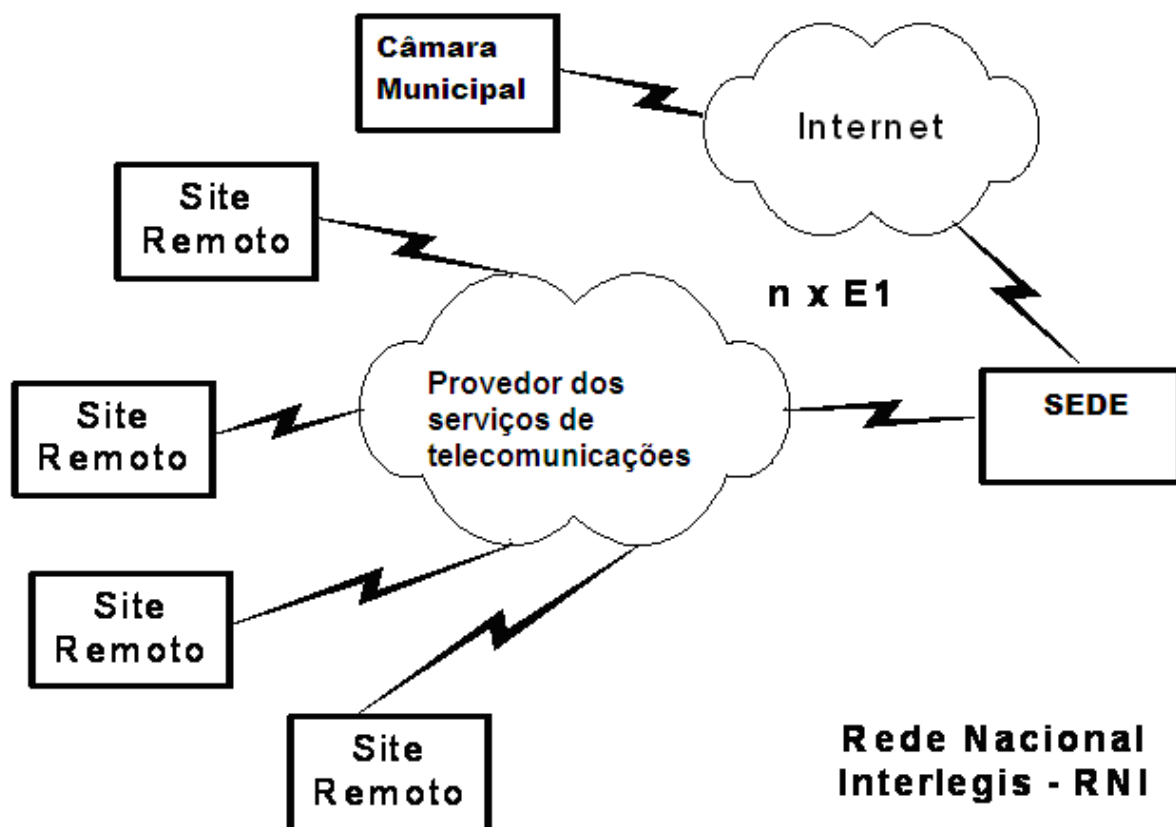 Câmara
Municipal
Internet
Site
Remoto
n x E1
Provedor dos
serviços de
telecomunicações
SEDE
Site
Remoto
Site
Remoto
Site
Remoto
Rede Nacional
Interlegis - RNI